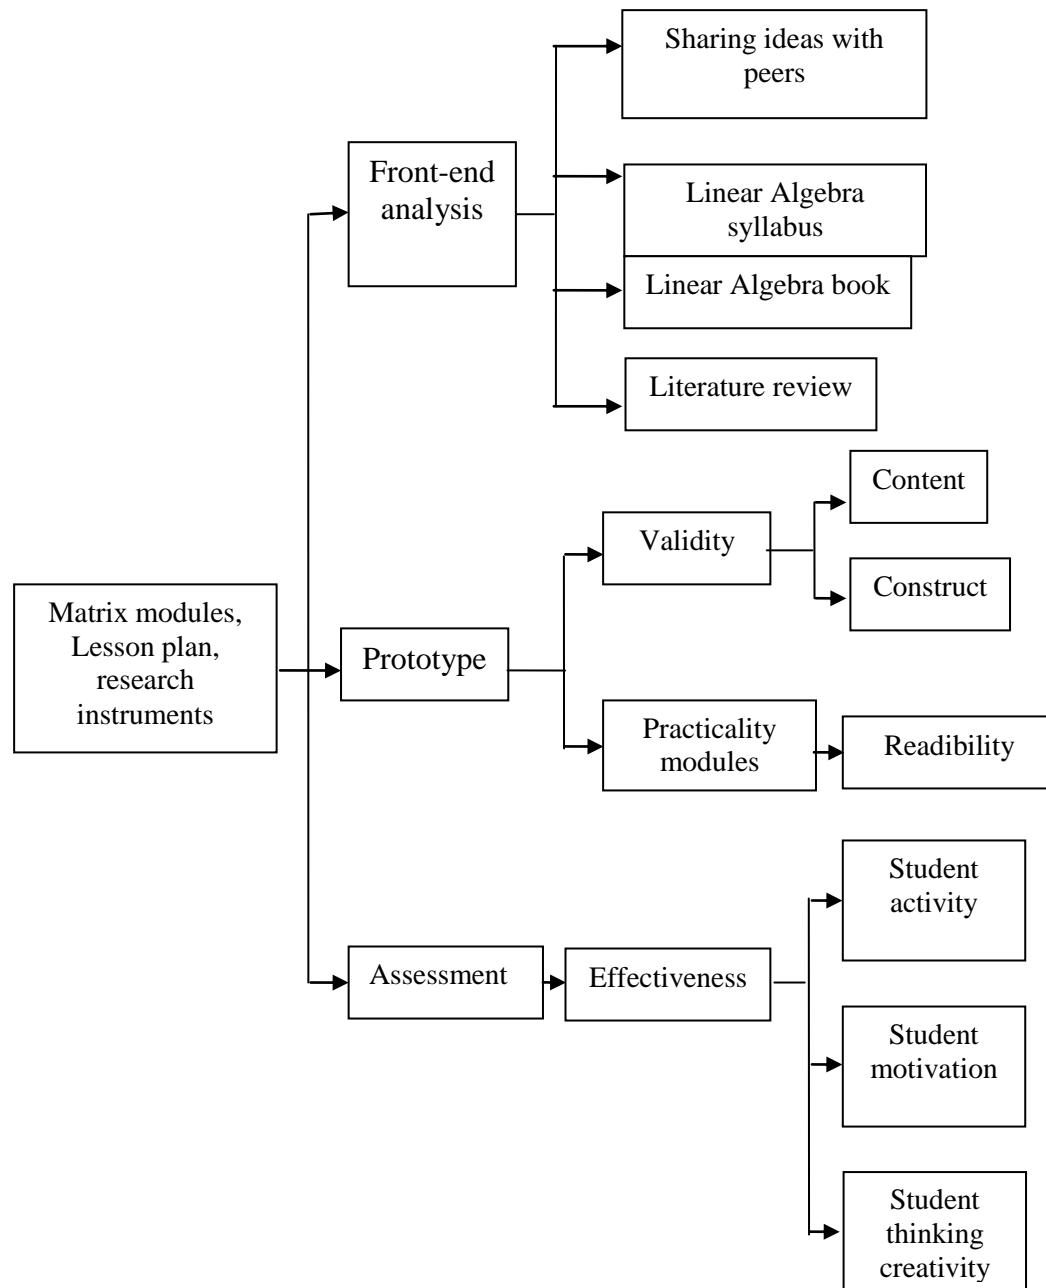 Sharing ideas with
peers
Front-end
analysis
Linear Algebra
syllabus
Linear Algebra book
Literature review
Content
Validity
Construct
Matrix modules,
Lesson plan,
research
instruments
Prototype
Practicality
modules
Readibility
Student
activity
Assessment
Effectiveness
Student
motivation
Student
thinking
creativity